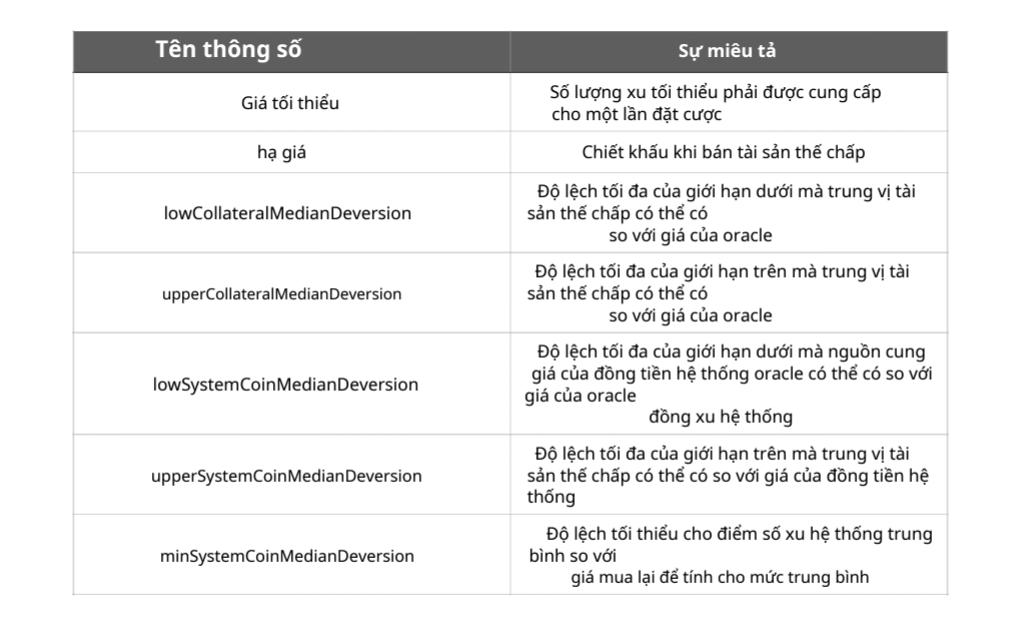 Tên thông số
Sự miêu tả
Giá tối thiểu
Số lượng xu tối thiểu phải được cung cấp
cho một lần đặt cược
hạ giá
Chiết khấu khi bán tài sản thế chấp
lowCollateralMedianDeversion
Độ lệch tối đa của giới hạn dưới mà trung vị tài
sản thế chấp có thể có
so với giá của oracle
upperCollateralMedianDeversion
Độ lệch tối đa của giới hạn trên mà trung vị tài
sản thế chấp có thể có
so với giá của oracle
lowSystemCoinMedianDeversion
Độ lệch tối đa của giới hạn dưới mà nguồn cung
giá của đồng tiền hệ thống oracle có thể có so với
giá của oracle
đồng xu hệ thống
upperSystemCoinMedianDeversion
Độ lệch tối đa của giới hạn trên mà trung vị tài
sản thế chấp có thể có so với giá của đồng tiền hệ
thống
minSystemCoinMedianDeversion
Độ lệch tối thiểu cho điểm số xu hệ thống trung
bình so với
giá mua lại để tính cho mức trung bình